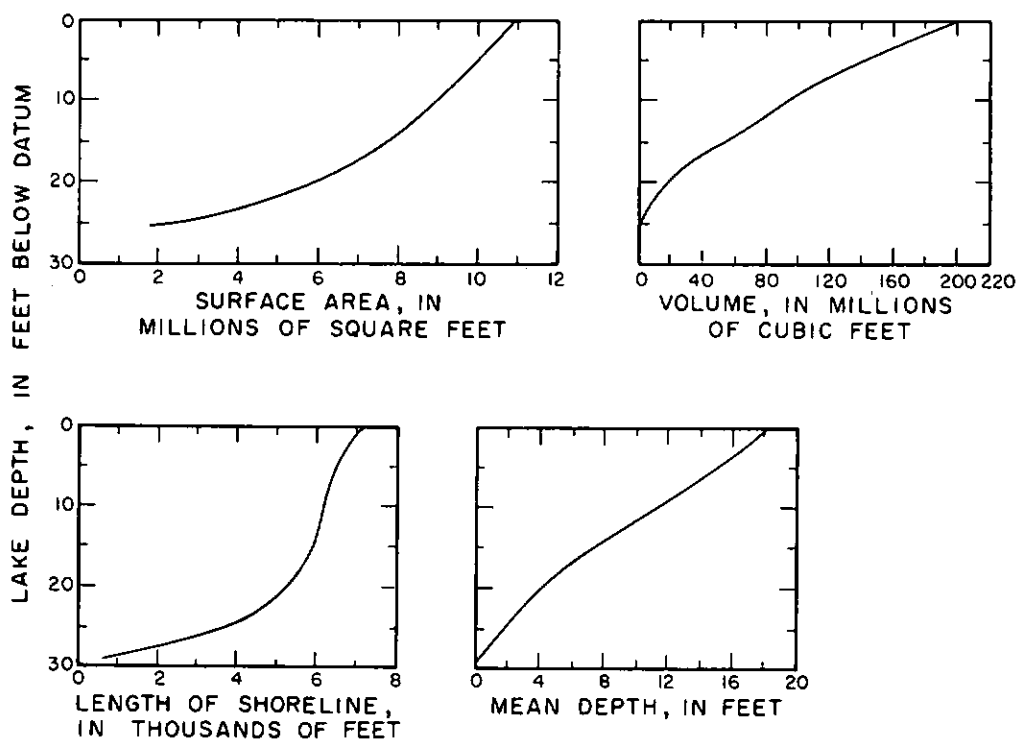 LAKE DEPTH, IN FEET BELOW DATUM
0
10
20
30
0 2 4 6 8 10 12
SURFACE AREA, IN
MILLIONS OF SQUARE FEET
0 40 80 120 160 200 220
VOLUME, IN MILLIONS
OF CUBIC FEET
0
10
20
30
0 2 4 6 8
LENGTH OF SHORELINE,
IN THOUSANDS OF FEET
0 4 8 12 16 20
MEAN DEPTH, IN FEET